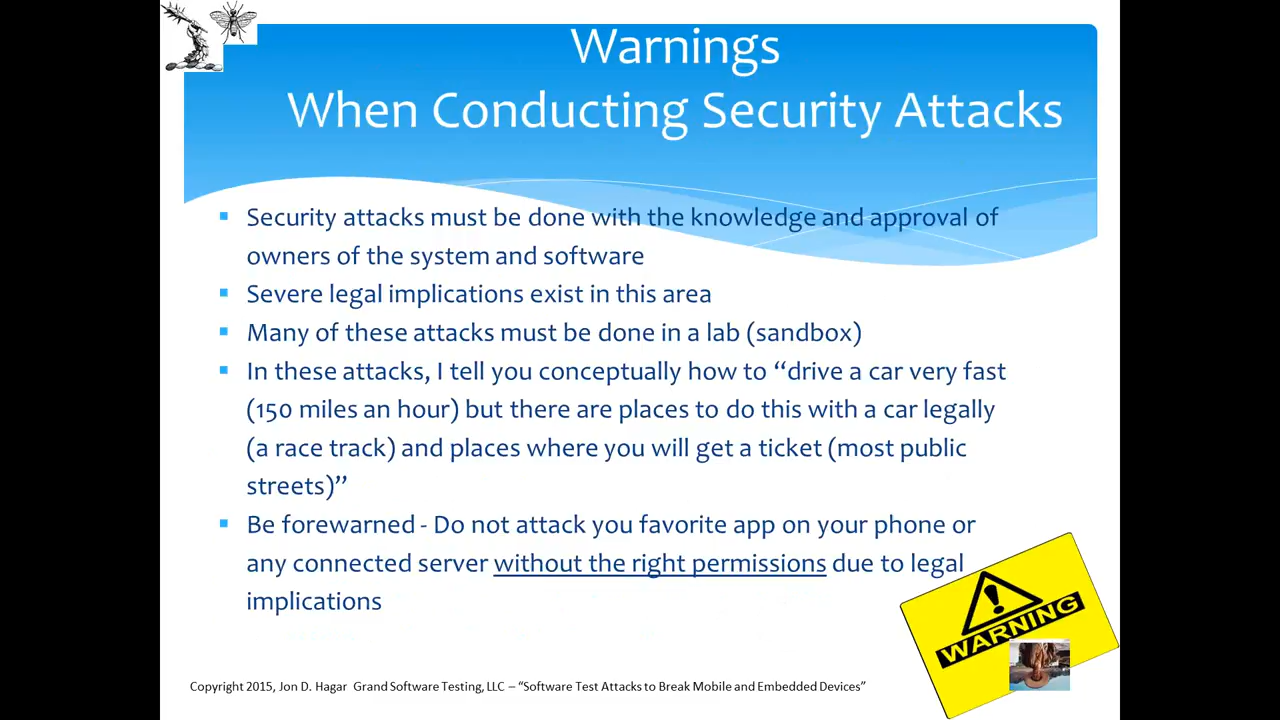 Warnings
When Conducting Security Attacks
Security attacks must be done with the knowledge and approval of
owners of the system and software
Severe legal implications exist in this area
Many of these attacks must be done in a lab (sandbox)
In these attacks, I tell you conceptually how to “drive a car very fast
(150 miles an hour) but there are places to do this with a car legally
(a race track) and places where you will get a ticket (most public
streets)”
Be forewarned - Do not attack you favorite app on your phone or
any connected server without the right permissions due to legal
implications
WARNING
Copyright 2015, Jon D. Hagar Grand Software Testing, LLC – “Software Test Attacks to Break Mobile and Embedded Devices”